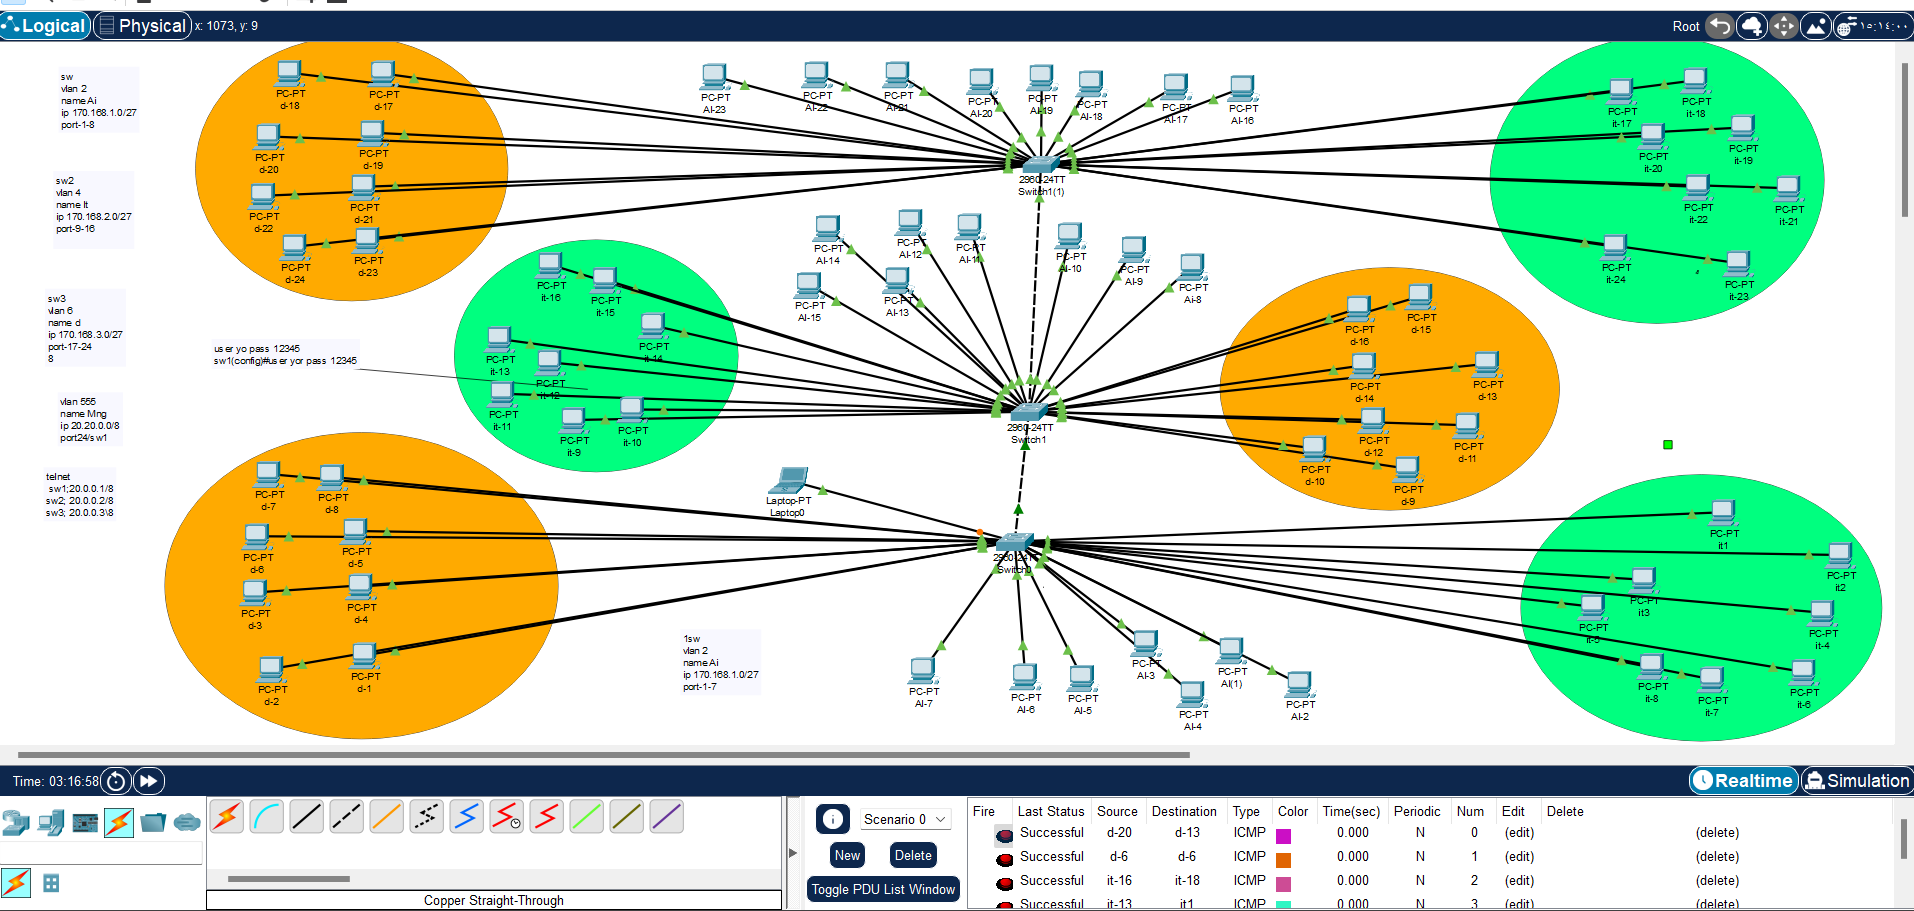 Logical
Physical
x: 1073, y: 9
Root
١٥:١٤:٠٠
sw
vlan 2
name Ai
ip 170.168.1.0/27
port-1-8
sw2
vlan 4
name It
ip 170.168.2.0/27
port-9-16
sw3
vlan 6
name d
ip 170.168.3.0/27
port-17-24
8
vlan 555
name Mng
ip 20.20.0.0/8
port24/sw1
telnet
sw1;20.0.0.1/8
sw2; 20.0.0.2/8
sw3; 20.0.0.3\8
user yo pass 12345
sw1(config)#user yor pass 12345
1sw
vlan 2
name Ai
ip 170.168.1.0/27
port-1-7
PC-PT
d-18
PC-PT
d-17
PC-PT
d-20
PC-PT
d-19
PC-PT
d-22
PC-PT
d-21
PC-PT
d-24
PC-PT
d-23
PC-PT
AI-23
PC-PT
AI-22
PC-PT
AI-21
PC-PT
AI-20
PC-PT
AI-19
PC-PT
AI-18
PC-PT
AI-17
PC-PT
AI-16
2960-24TT
Switch1(1)
PC-PT
it-17
PC-PT
it-18
PC-PT
it-20
PC-PT
it-19
PC-PT
it-22
PC-PT
it-21
PC-PT
it-24
PC-PT
it-23
PC-PT
AI-14
PC-PT
AI-12
PC-PT
AI-11
PC-PT
AI-10
PC-PT
AI-9
PC-PT
Ai-8
PC-PT
AI-15
PC-PT
AI-13
PC-PT
it-16
PC-PT
it-15
PC-PT
it-14
PC-PT
it-13
PC-PT
it-12
PC-PT
it-11
PC-PT
it-10
PC-PT
it-9
2960-24TT
Switch1
PC-PT
d-16
PC-PT
d-15
PC-PT
d-14
PC-PT
d-13
PC-PT
d-12
PC-PT
d-11
PC-PT
d-10
PC-PT
d-9
Laptop-PT
Laptop0
PC-PT
d-7
PC-PT
d-8
PC-PT
d-6
PC-PT
d-5
PC-PT
d-3
PC-PT
d-4
PC-PT
d-2
PC-PT
d-1
2960-24TT
Switch0
PC-PT
AI-7
PC-PT
AI-6
PC-PT
AI-5
PC-PT
AI-3
PC-PT
AI-4
PC-PT
AI(1)
PC-PT
AI-2
PC-PT
it1
PC-PT
it2
PC-PT
it3
PC-PT
it-5
PC-PT
it-4
PC-PT
it-8
PC-PT
it-7
PC-PT
it-6
Time: 03:16:58
Realtime
Simulation
Scenario 0
New
Delete
Toggle PDU List Window
Copper Straight-Through
Fire Last Status Source Destination Type Color Time(sec) Periodic Num Edit Delete
Successful d-20 d-13 ICMP 0.000 N 0 (edit) (delete)
Successful d-6 d-6 ICMP 0.000 N 1 (edit) (delete)
Successful it-16 it-18 ICMP 0.000 N 2 (edit) (delete)
Successful it-13 it1 ICMP 0.000 N 3 (edit) (delete)